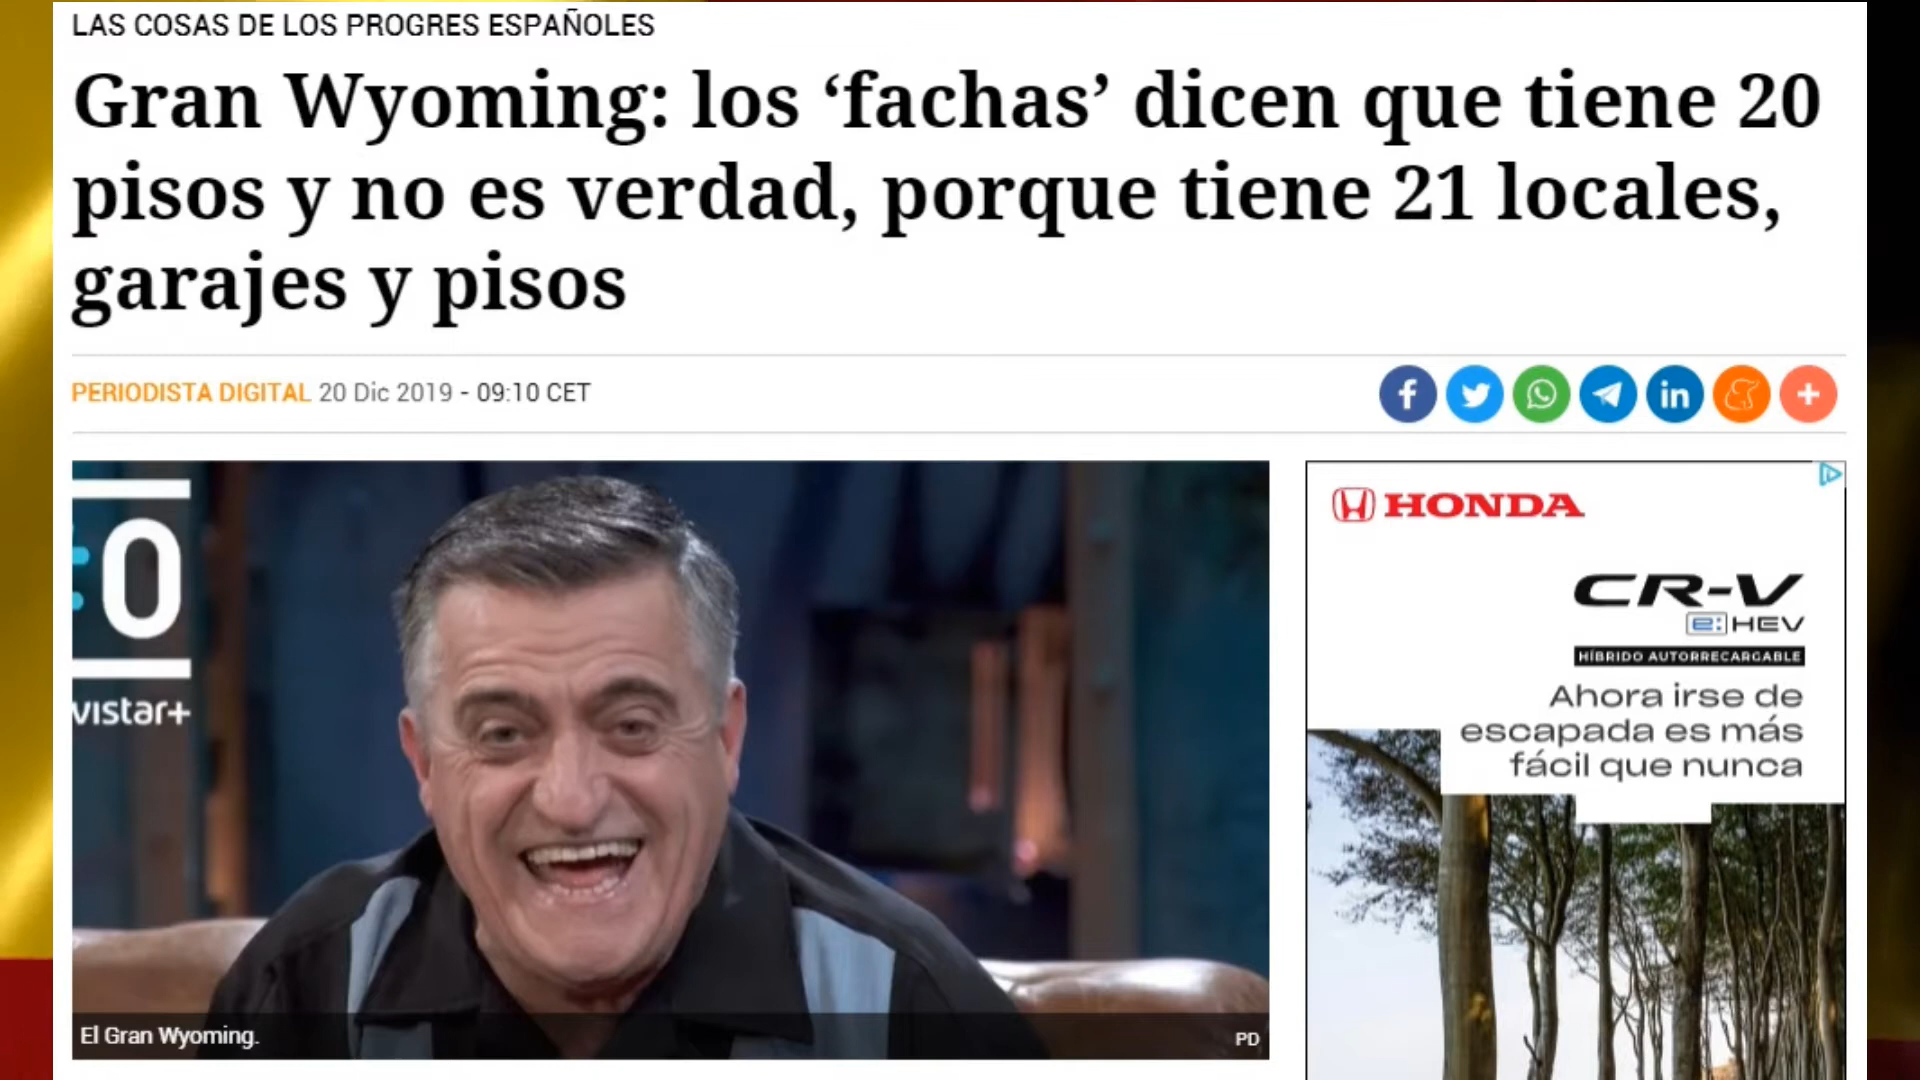 LAS COSAS DE LOS PROGRES ESPAÑOLES
Gran Wyoming: los ‘fachas’ dicen que tiene 20
pisos y no es verdad, porque tiene 21 locales,
garajes y pisos
PERIODISTA DIGITAL 20 Dic 2019 - 09:10 CET
0
vistar+
El Gran Wyoming.
PD
HONDA
CR-V
e:HEV
HÍBRIDO AUTORRECARGABLE
Ahora irse de
escapada es más
fácil que nunca